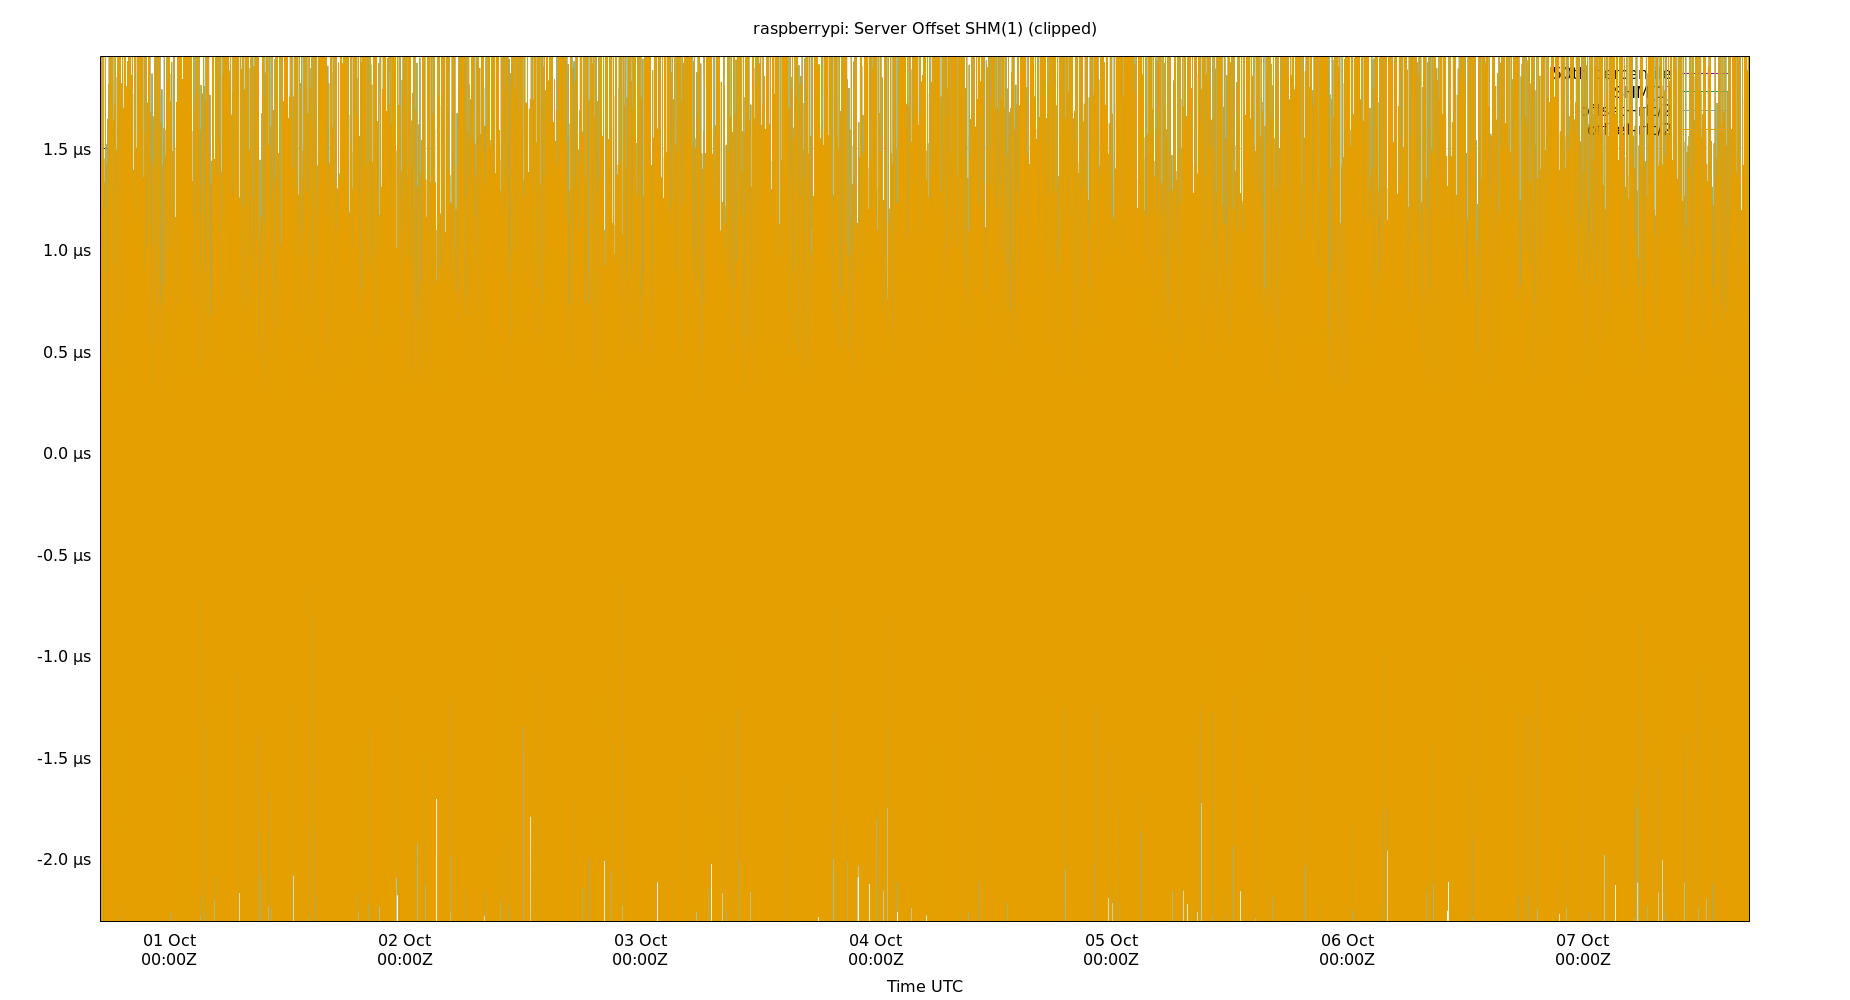 raspberrypi: Server Offset SHM(1) (clipped)
1.5 µs
1.0 µs
0.5 µs
0.0 µs
-0.5 µs
-1.0 µs
-1.5 µs
-2.0 µs
01 Oct 02 Oct 03 Oct 04 Oct 05 Oct 06 Oct 07 Oct
00:00Z 00:00Z 00:00Z 00:00Z 00:00Z 00:00Z 00:00Z
Time UTC